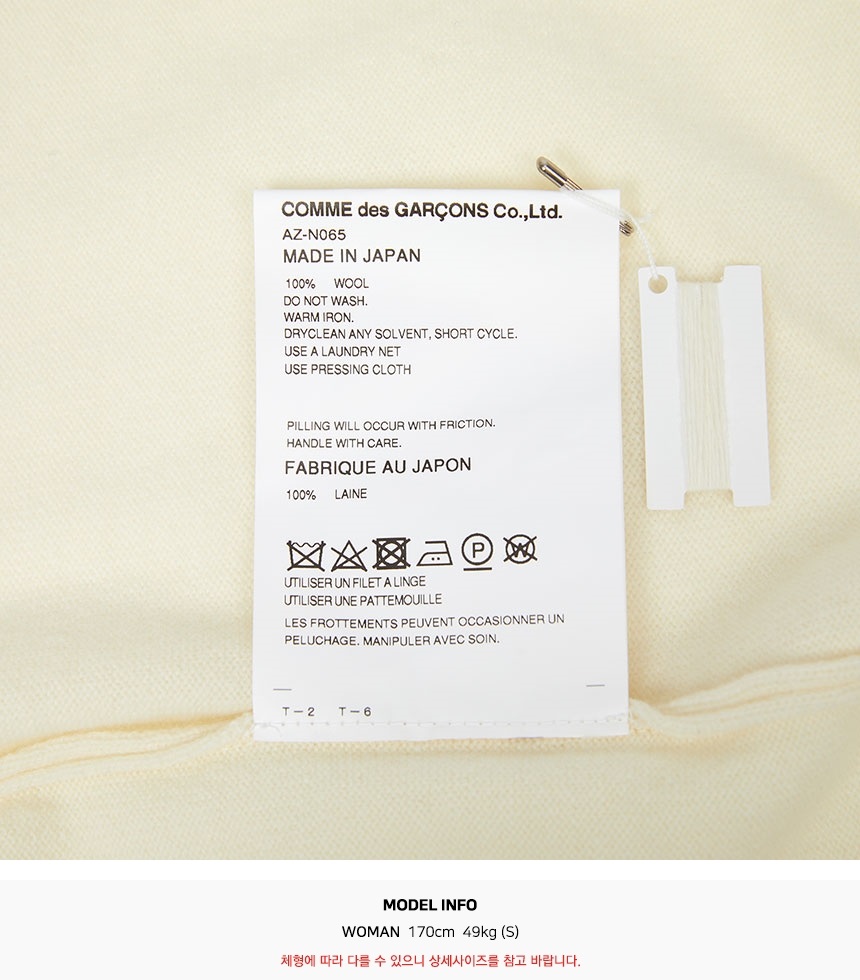 COMME des GARÇONS Co.,Ltd.
AZ-N065
MADE IN JAPAN
100% WOOL
DO NOT WASH.
WARM IRON.
DRYCLEAN ANY SOLVENT, SHORT CYCLE.
USE A LAUNDRY NET
USE PRESSING CLOTH
PILLING WILL OCCUR WITH FRICTION.
HANDLE WITH CARE.
FABRIQUE AU JAPON
100% LAINE
P W
UTILISER UN FILET A LINGE
UTILISER UNE PATTEMOUILLE
LES FROTTEMENTS PEUVENT OCCASIONNER UN
PELUCHAGE. MANIPULER AVEC SOIN.
T-2 T-6
MODEL INFO
WOMAN 170cm 49kg (S)
체형에 따라 다를 수 있으니 상세사이즈를 참고 바랍니다.